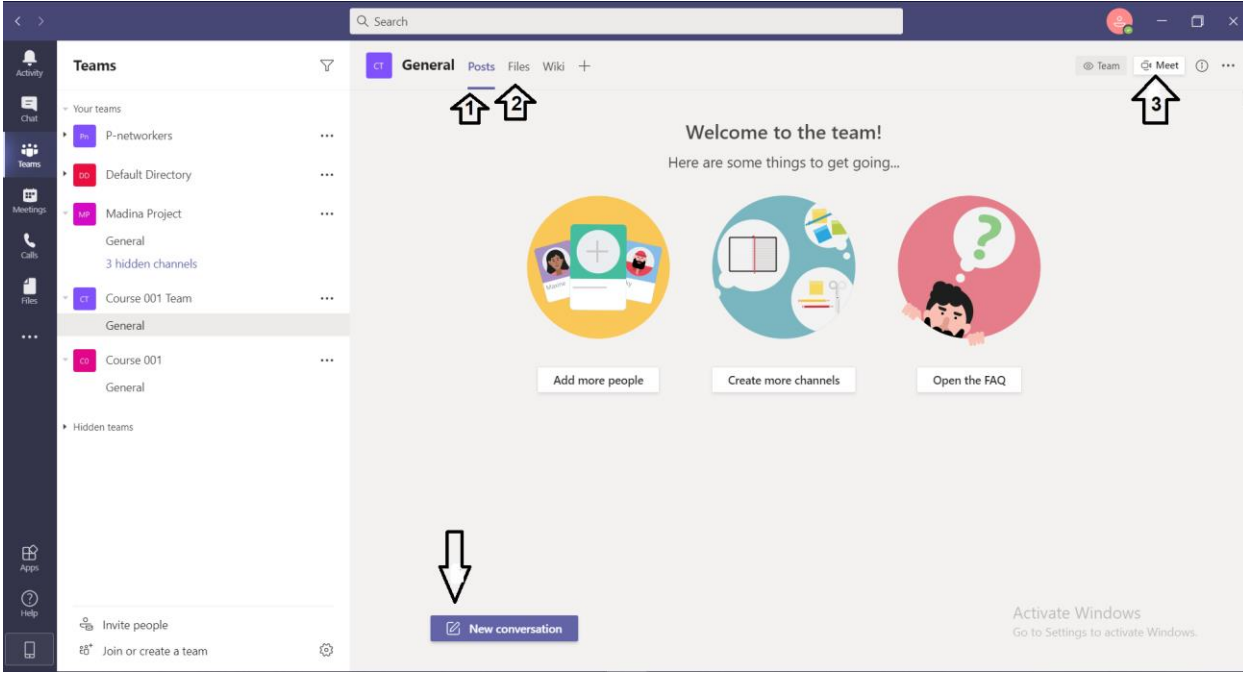 Search
Activity
Chat
Teams
Meetings
Calls
Files
Apps
Help
Teams
Your teams
Pn P-networkers
DD Default Directory
MP Madina Project
General
3 hidden channels
CT Course 001 Team
General
C0 Course 001
General
Hidden teams
Invite people
Join or create a team
CT General Posts Files Wiki +
Team Meet
1 2 3
Welcome to the team!
Here are some things to get going...
Maxine
Add more people Create more channels Open the FAQ
New conversation
Activate Windows
Go to Settings to activate Windows.